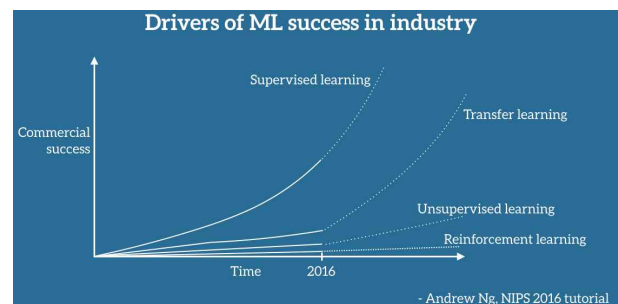 Drivers of ML success in industry
Supervised learning
Transfer learning
Commercial
success
Unsupervised learning
Reinforcement learning
Time
2016
- Andrew Ng, NIPS 2016 tutorial